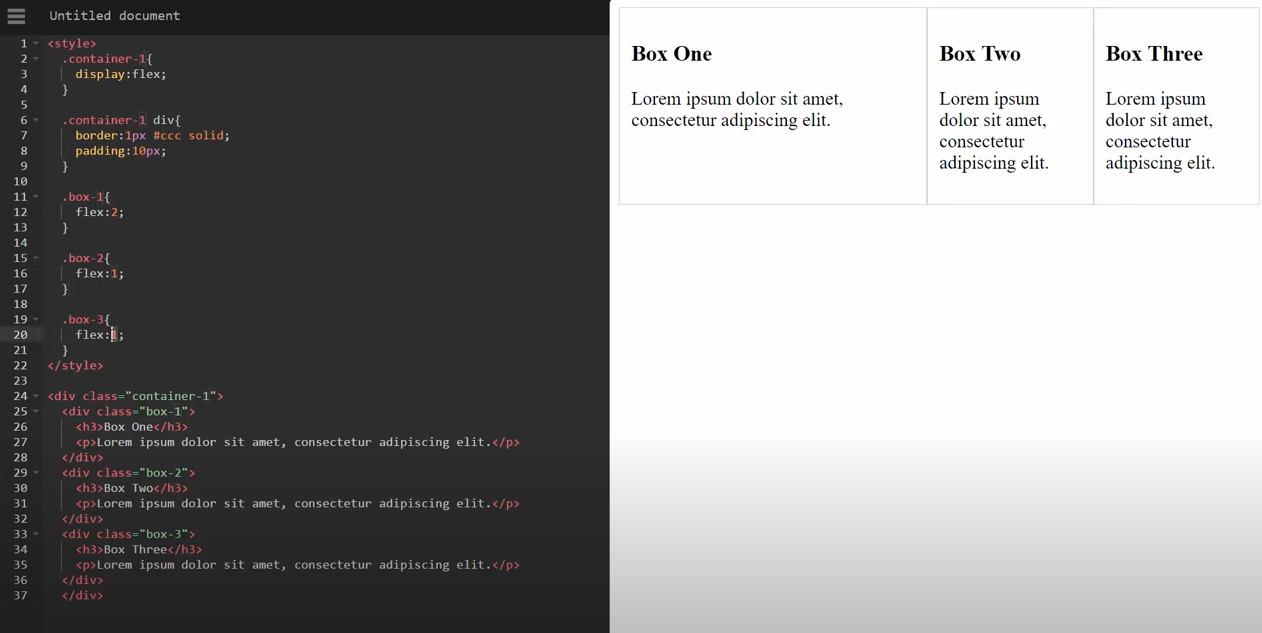 Untitled document
1 <style>
2 .container-1{
3 display:flex;
4 }
5
6 .container-1 div{
7 border:1px #ccc solid;
8 padding:10px;
9 }
10
11 .box-1{
12 flex:2;
13 }
14
15 .box-2{
16 flex:1;
17 }
18
19 .box-3{
20 flex:1;
21 }
22 </style>
23
24 <div class="container-1">
25 <div class="box-1">
26 <h3>Box One</h3>
27 <p>Lorem ipsum dolor sit amet, consectetur adipiscing elit.</p>
28 </div>
29 <div class="box-2">
30 <h3>Box Two</h3>
31 <p>Lorem ipsum dolor sit amet, consectetur adipiscing elit.</p>
32 </div>
33 <div class="box-3">
34 <h3>Box Three</h3>
35 <p>Lorem ipsum dolor sit amet, consectetur adipiscing elit.</p>
36 </div>
37 </div>
Box One
Lorem ipsum dolor sit amet,
consectetur adipiscing elit.
Box Two
Lorem ipsum
dolor sit amet,
consectetur
adipiscing elit.
Box Three
Lorem ipsum
dolor sit amet,
consectetur
adipiscing elit.